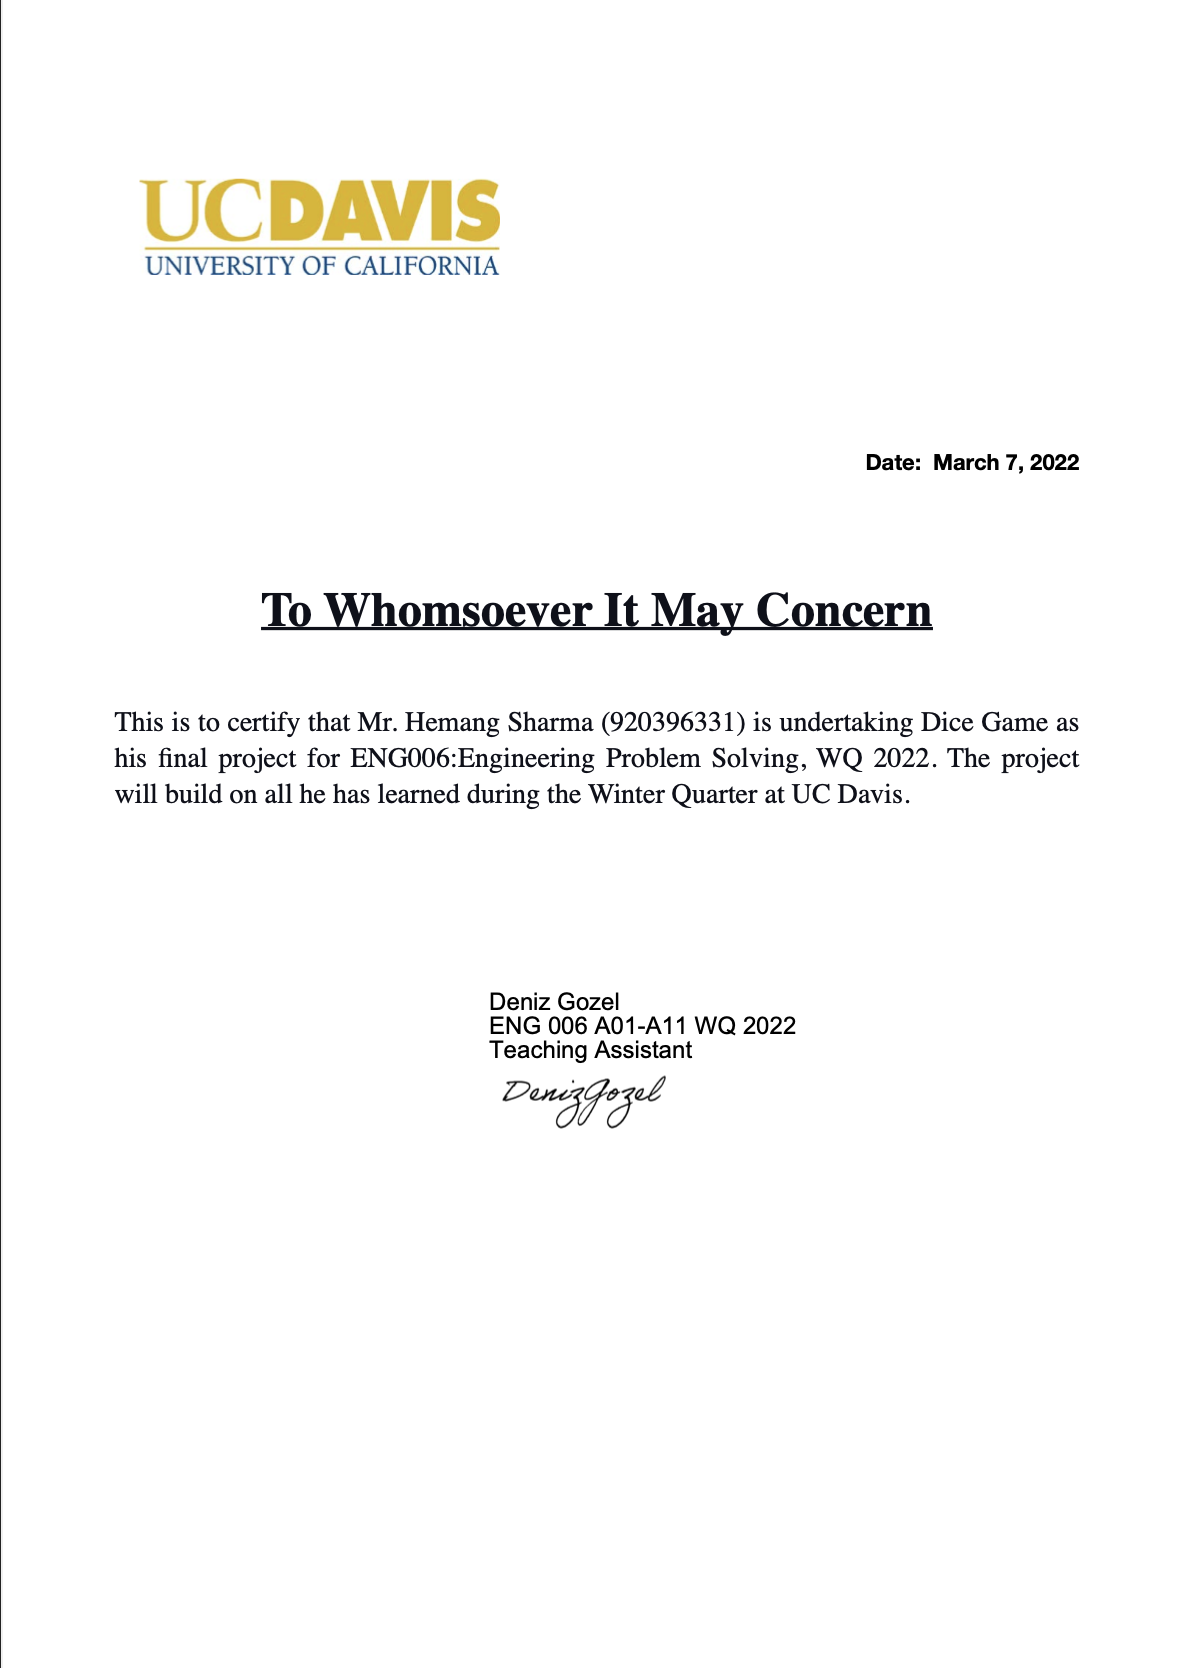 UCDAVIS
UNIVERSITY OF CALIFORNIA
Date:  March 7, 2022
To Whomsoever It May Concern
This is to certify that Mr. Hemang Sharma (920396331) is undertaking Dice Game as
his final project for ENG006:Engineering Problem Solving, WQ 2022. The project
will build on all he has learned during the Winter Quarter at UC Davis.
Deniz Gozel
ENG 006 A01-A11 WQ 2022
Teaching Assistant
DenizGozel